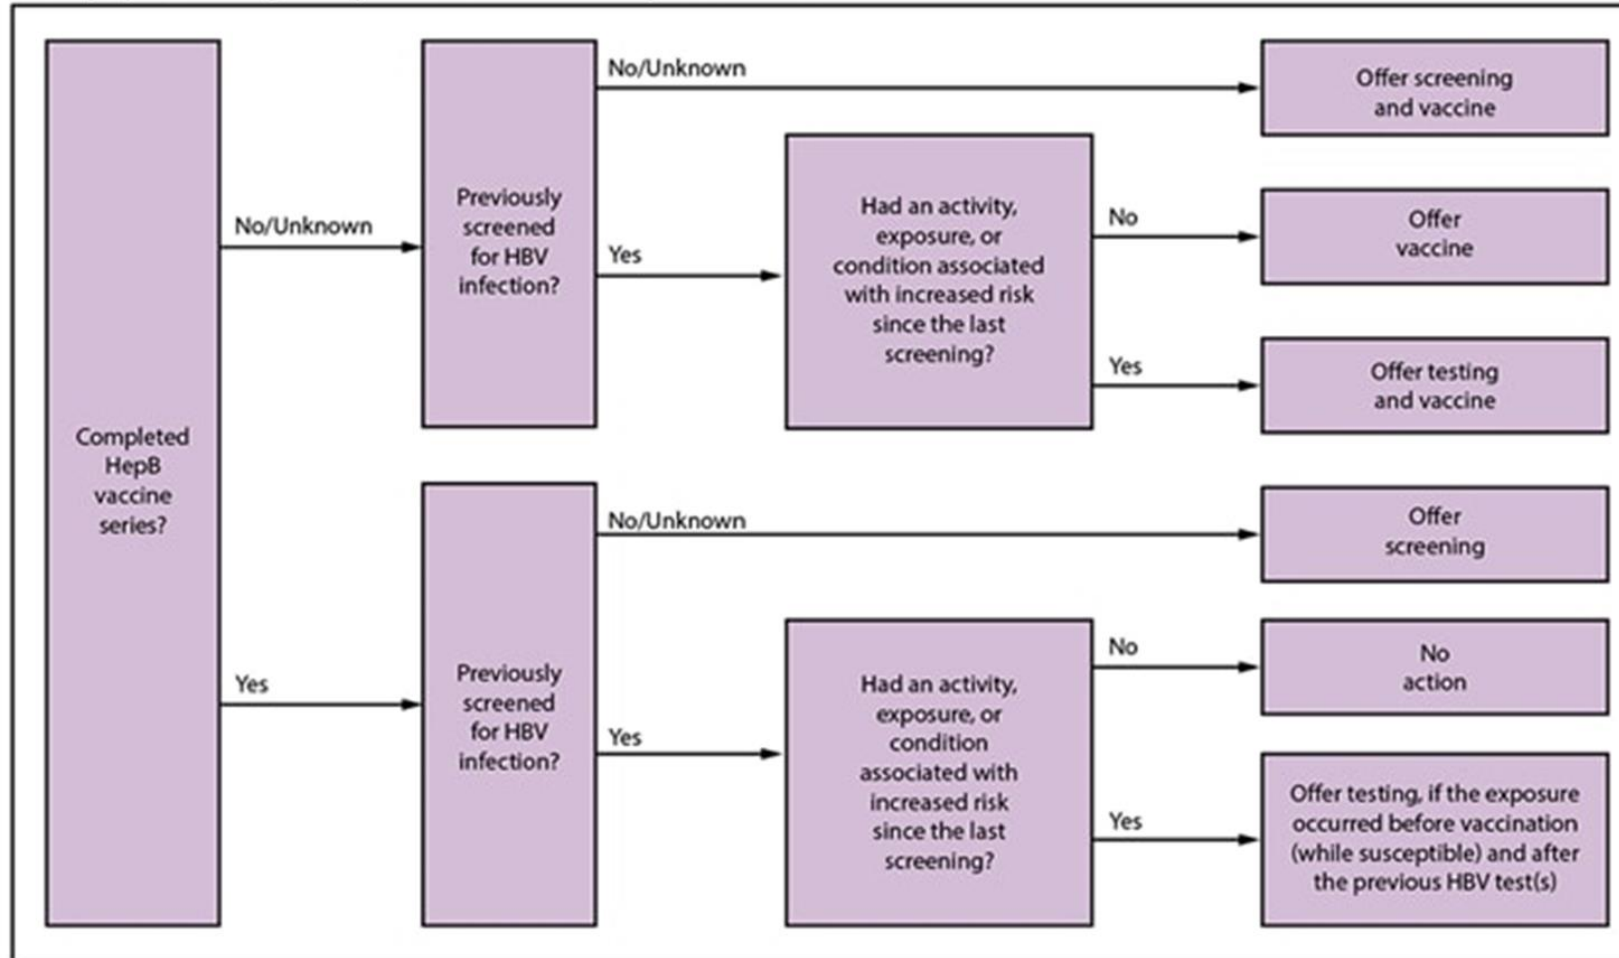 Completed
HepB
vaccine
series?
No/Unknown
Previously
screened
for HBV
infection?
No/Unknown
Offer screening
and vaccine
Yes
Had an activity,
exposure, or
condition associated
with increased risk
since the last
screening?
No
Offer
vaccine
Yes
Offer testing
and vaccine
Yes
Previously
screened
for HBV
infection?
No/Unknown
Offer
screening
Yes
Had an activity,
exposure, or
condition
associated with
increased risk
since the last
screening?
No
No
action
Yes
Offer testing, if the exposure
occurred before vaccination
(while susceptible) and after
the previous HBV test(s)